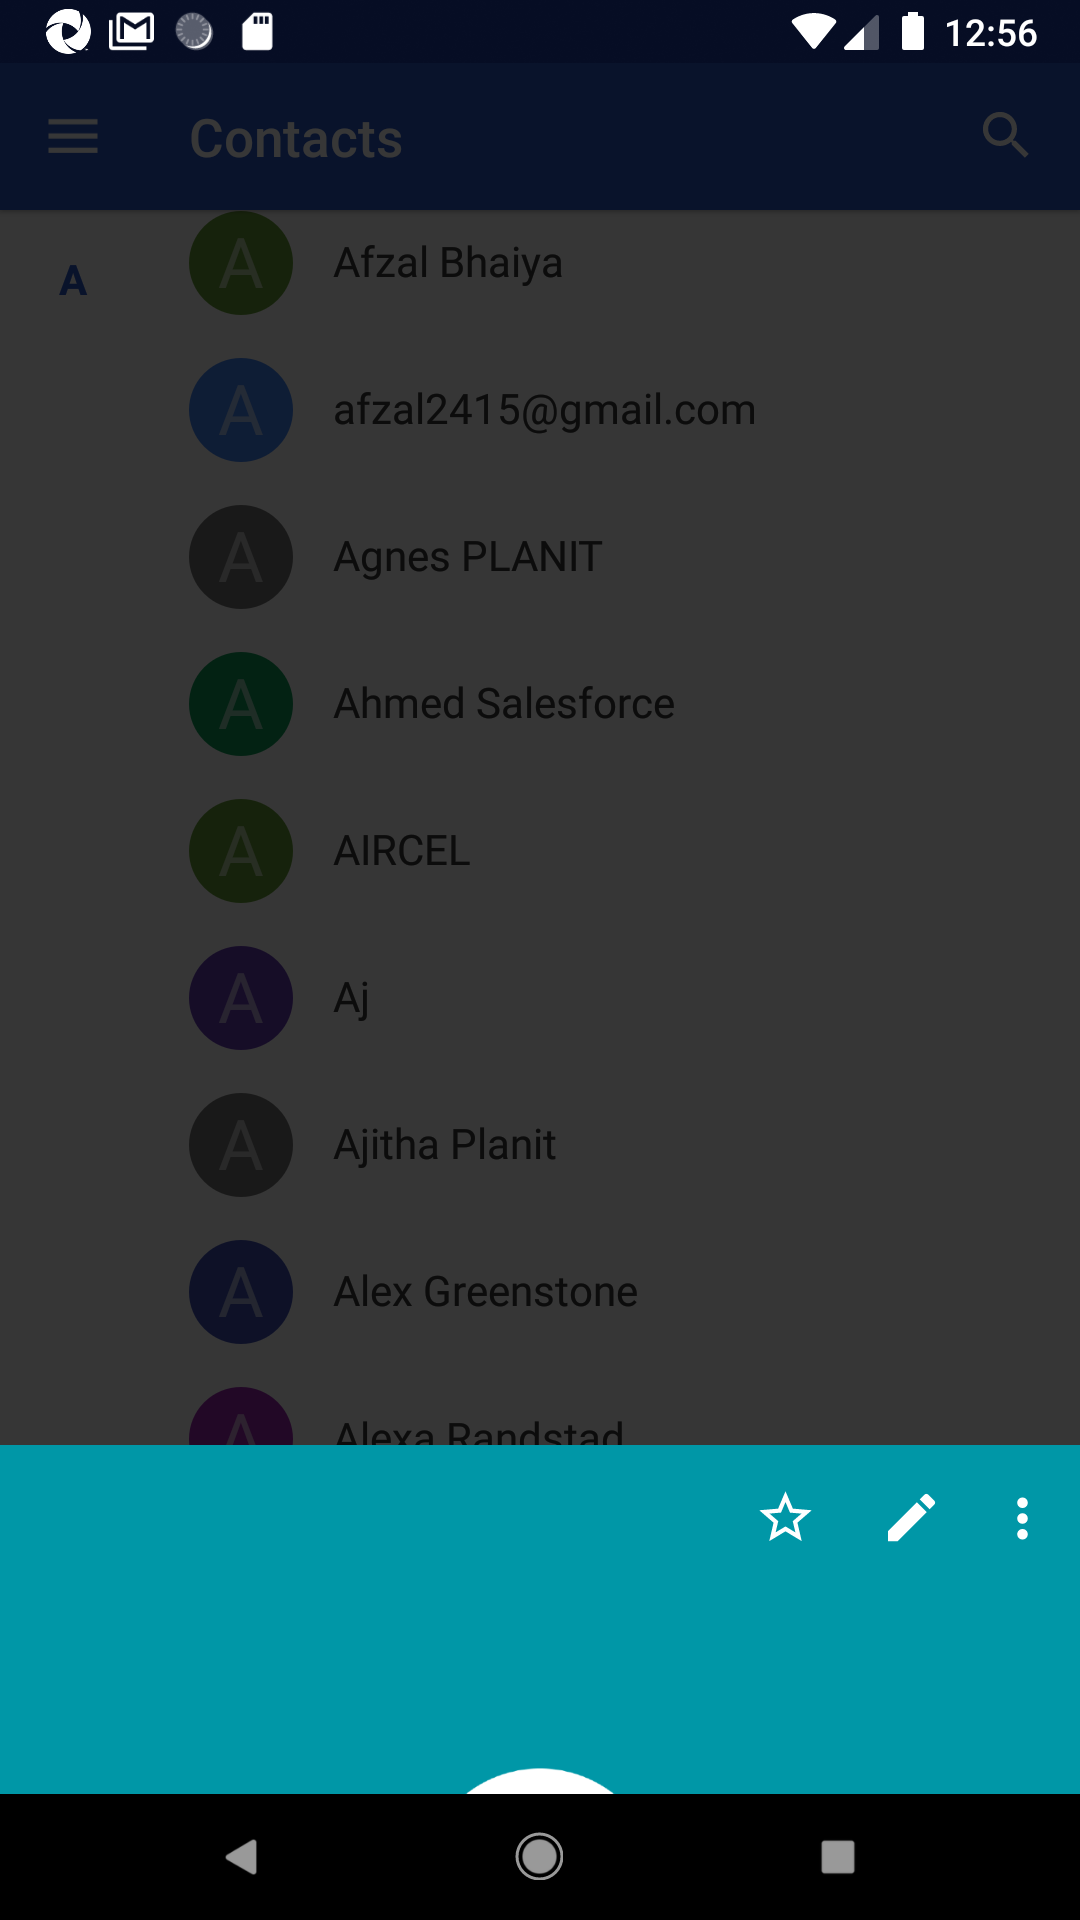 12:56
Contacts
A
A Afzal Bhaiya
A afzal2415@gmail.com
A Agnes PLANIT
A Ahmed Salesforce
A AIRCEL
A Aj
A Ajitha Planit
A Alex Greenstone
A Alexa Randstad